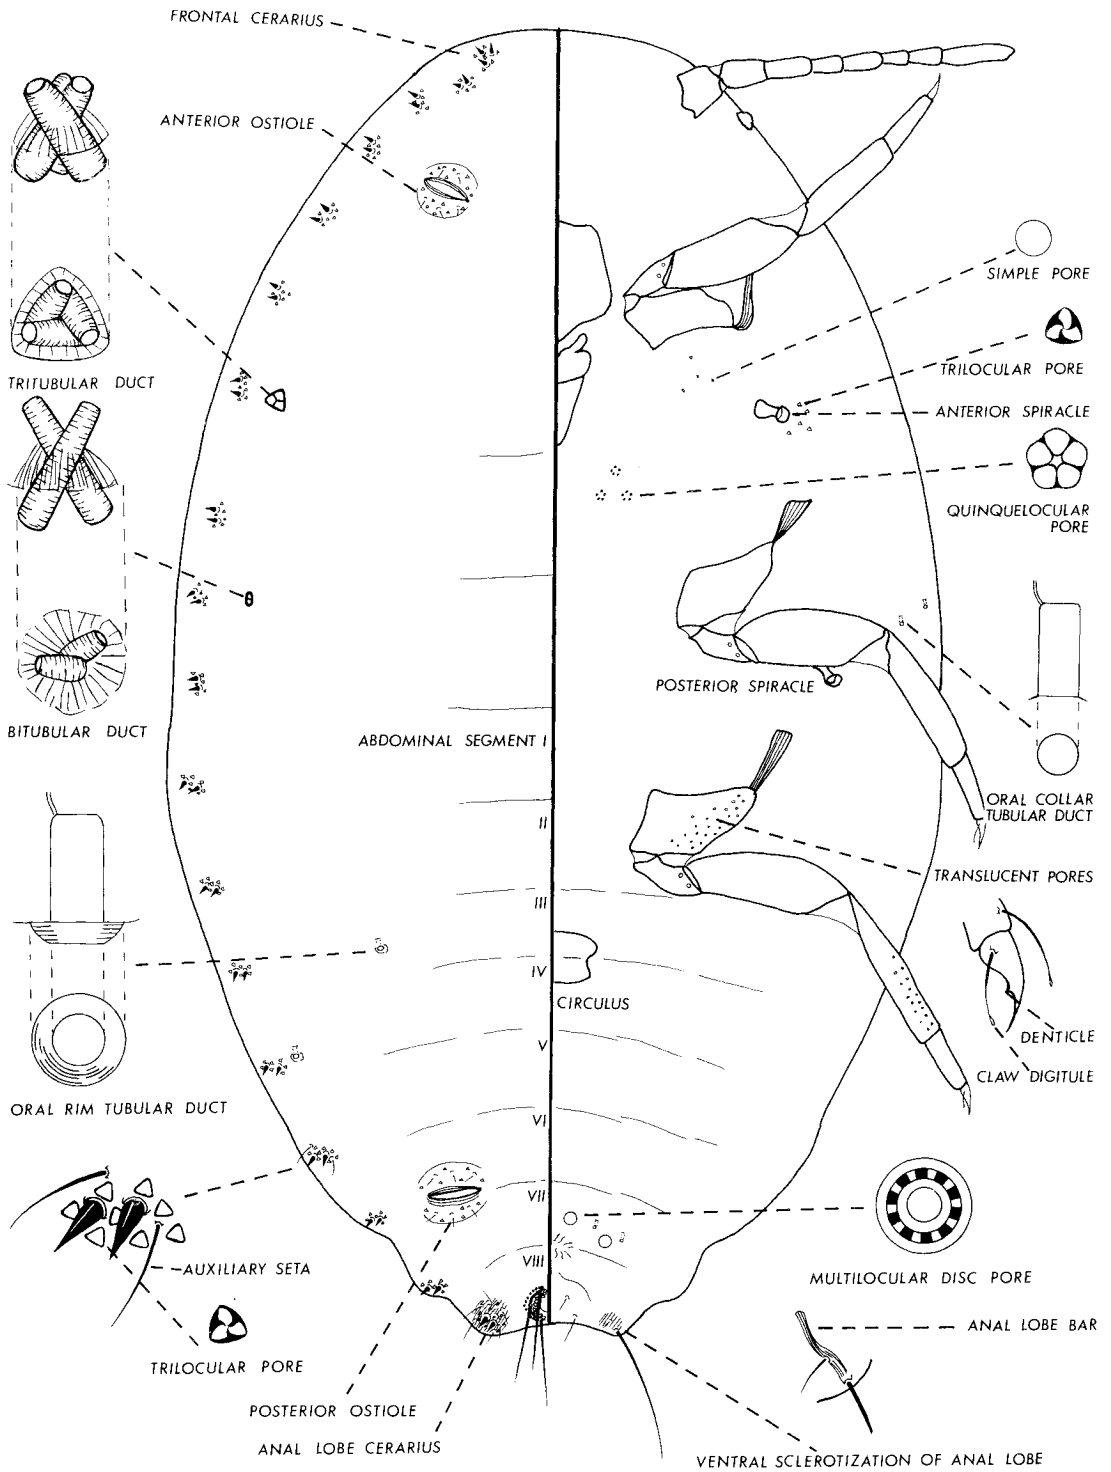 FRONTAL CERARIUS
ANTERIOR OSTIOLE
SIMPLE PORE
TRILOCULAR PORE
TRITUBULAR DUCT
ANTERIOR SPIRACLE
QUINQUELOCULAR
PORE
POSTERIOR SPIRACLE
BITUBULAR DUCT
ABDOMINAL SEGMENT I
ORAL COLLAR
TUBULAR DUCT
II
TRANSLUCENT PORES
III
IV
CIRCULUS
DENTICLE
V
CLAW DIGITULE
ORAL RIM TUBULAR DUCT
VI
VII
VIII
AUXILIARY SETA
MULTILOCULAR DISC PORE
ANAL LOBE BAR
TRILOCULAR PORE
POSTERIOR OSTIOLE
ANAL LOBE CERARIUS
VENTRAL SCLEROTIZATION OF ANAL LOBE